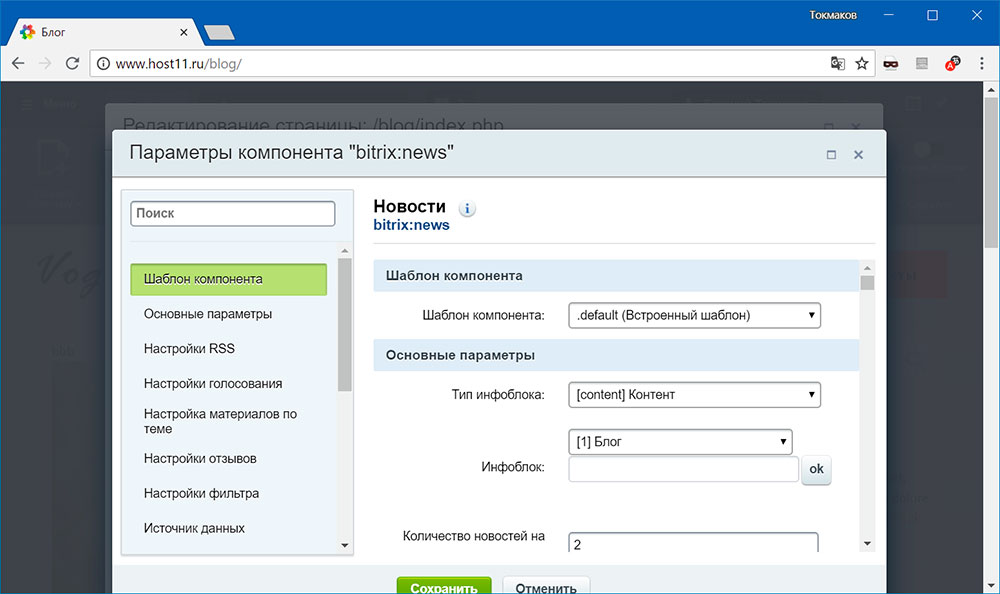 Токмаков
Блог
www.host11.ru/blog/
Меню
Редактирование страницы: /blog/index.php
Параметры компонента "bitrix:news"
Поиск
Шаблон компонента
Основные параметры
Настройки RSS
Настройки голосования
Настройка материалов по
теме
Настройки отзывов
Настройки фильтра
Источник данных
Новости
bitrix:news
Шаблон компонента
Шаблон компонента: .default (Встроенный шаблон)
Основные параметры
Тип инфоблока: [content] Контент
[1] Блог
Инфоблок: ok
Количество новостей на 2
Сохранить Отменить